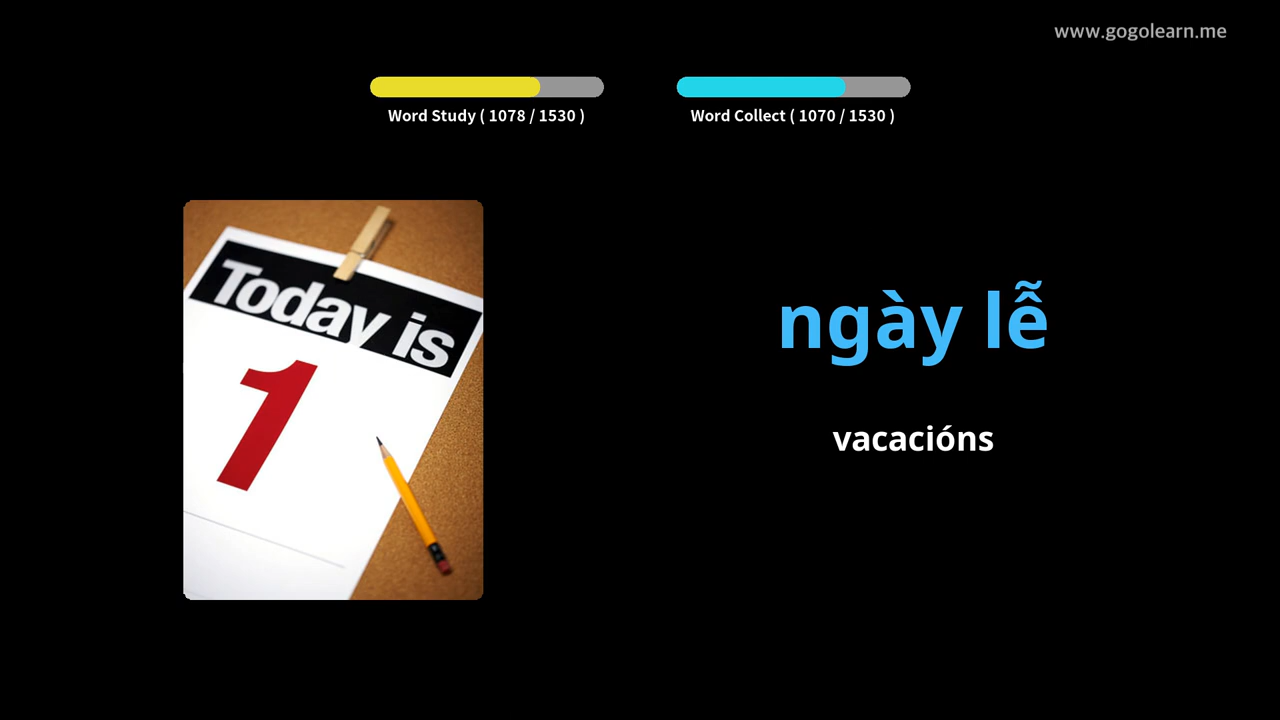 www.gogolearn.me
Word Study ( 1078 / 1530 )
Word Collect ( 1070 / 1530 )
Today is
1
ngày lễ
vacacións